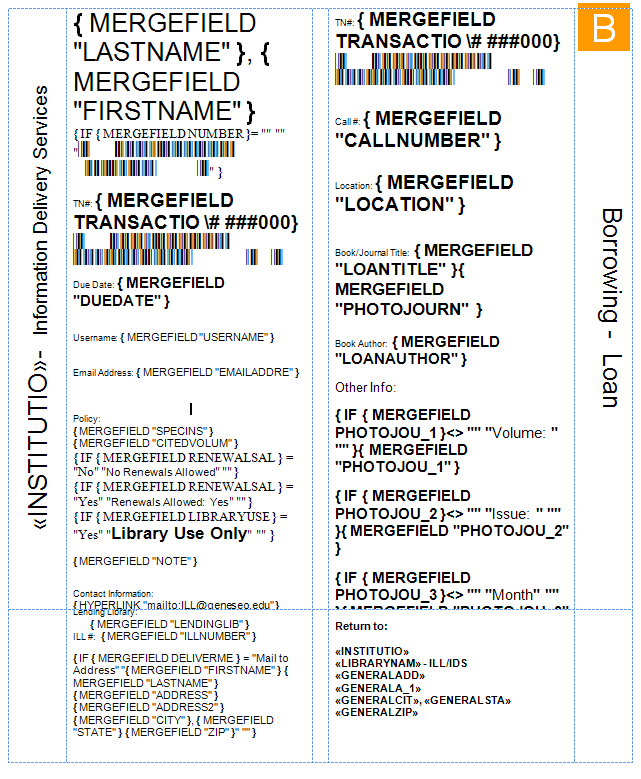 «INSTITUTIO»- Information Delivery Services
{ MERGEFIELD
"LASTNAME" }, {
MERGEFIELD
"FIRSTNAME" }
{ IF { MERGEFIELD NUMBER }= "" ""
"
" }
TN#: { MERGEFIELD
TRANSACTIO \# ###000}
Due Date: { MERGEFIELD
"DUEDATE" }
Username: { MERGEFIELD "USERNAME" }
Email Address: { MERGEFIELD "EMAILADDRE" }
Policy:
{ MERGEFIELD "SPECINS" }
{ MERGEFIELD "CITEDVOLUM" }
{ IF { MERGEFIELD RENEWALSAL } =
"No" "No Renewals Allowed" "" }
{ IF { MERGEFIELD RENEWALSAL } =
"Yes" "Renewals Allowed: Yes" "" }
{ IF { MERGEFIELD LIBRARYUSE } =
"Yes" "Library Use Only" "" }
{ MERGEFIELD "NOTE" }
Contact Information:
{ HYPERLINK "mailto:ILL@geneseo.edu" }
Lending Library:
{ MERGEFIELD "LENDINGLIB" }
ILL #: { MERGEFIELD "ILLNUMBER" }
{ IF { MERGEFIELD DELIVERME } = "Mail to
Address" "{ MERGEFIELD "FIRSTNAME" } {
MERGEFIELD "LASTNAME" }
{ MERGEFIELD "ADDRESS" }
{ MERGEFIELD "ADDRESS2" }
{ MERGEFIELD "CITY" }, { MERGEFIELD
"STATE" } { MERGEFIELD "ZIP" }" "" }
TN#: { MERGEFIELD
TRANSACTIO \# ###000}
Call #: { MERGEFIELD
"CALLNUMBER" }
Location: { MERGEFIELD
"LOCATION" }
Book/Journal Title: { MERGEFIELD
"LOANTITLE" }{
MERGEFIELD
"PHOTOJOURN" }
Book Author: { MERGEFIELD
"LOANAUTHOR" }
Other Info:
{ IF { MERGEFIELD
PHOTOJOU_1 }<> "" "Volume: "
"" }{ MERGEFIELD
"PHOTOJOU_1" }
{ IF { MERGEFIELD
PHOTOJOU_2 }<> "" "Issue: " ""
}{ MERGEFIELD "PHOTOJOU_2"
}
{ IF { MERGEFIELD
PHOTOJOU_3 }<> "" "Month" ""
}{ MERGEFIELD "PHOTOJOU_3"
Return to:
«INSTITUTIO»
«LIBRARYNAM» - ILL/IDS
«GENERALADD»
«GENERALA_1»
«GENERALCIT», «GENERALSTA»
«GENERALZIP»
B
Borrowing - Loan